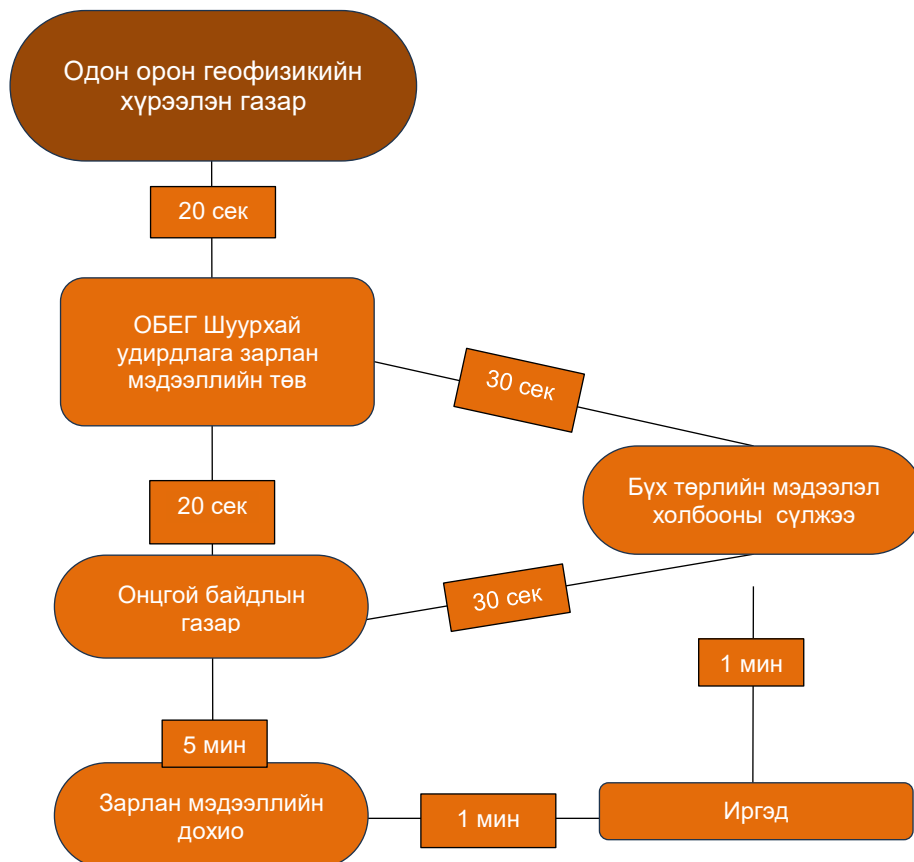 Одон орон геофизикийн
хүрээлэн газар
20 сек
ОБЕГ Шуурхай
удирдлага зарлан
мэдээллийн төв
30 сек
20 сек
Бүх төрлийн мэдээлэл
холбооны сүлжээ
Онцгой байдлын
газар
30 сек
1 мин
5 мин
Зарлан мэдээллийн
дохио
1 мин
Иргэд